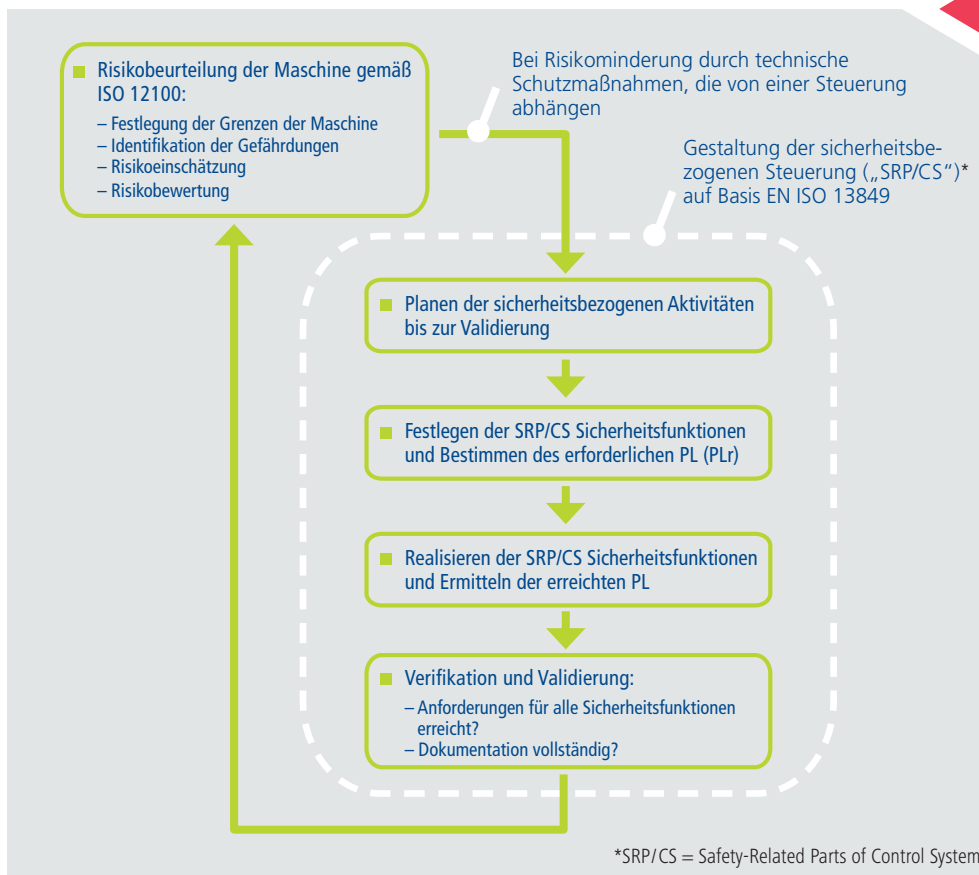 Risikobeurteilung der Maschine gemäß
ISO 12100:
– Festlegung der Grenzen der Maschine
– Identifikation der Gefährdungen
– Risikoeinschätzung
– Risikobewertung
Bei Risikominderung durch technische
Schutzmaßnahmen, die von einer Steuerung
abhängen
Gestaltung der sicherheitsbe-
zogenen Steuerung („SRP/CS“)*
auf Basis EN ISO 13849
Planen der sicherheitsbezogenen Aktivitäten
bis zur Validierung
Festlegen der SRP/CS Sicherheitsfunktionen
und Bestimmen des erforderlichen PL (PLr)
Realisieren der SRP/CS Sicherheitsfunktionen
und Ermitteln der erreichten PL
Verifikation und Validierung:
– Anforderungen für alle Sicherheitsfunktionen
erreicht?
– Dokumentation vollständig?
*SRP/CS = Safety-Related Parts of Control System